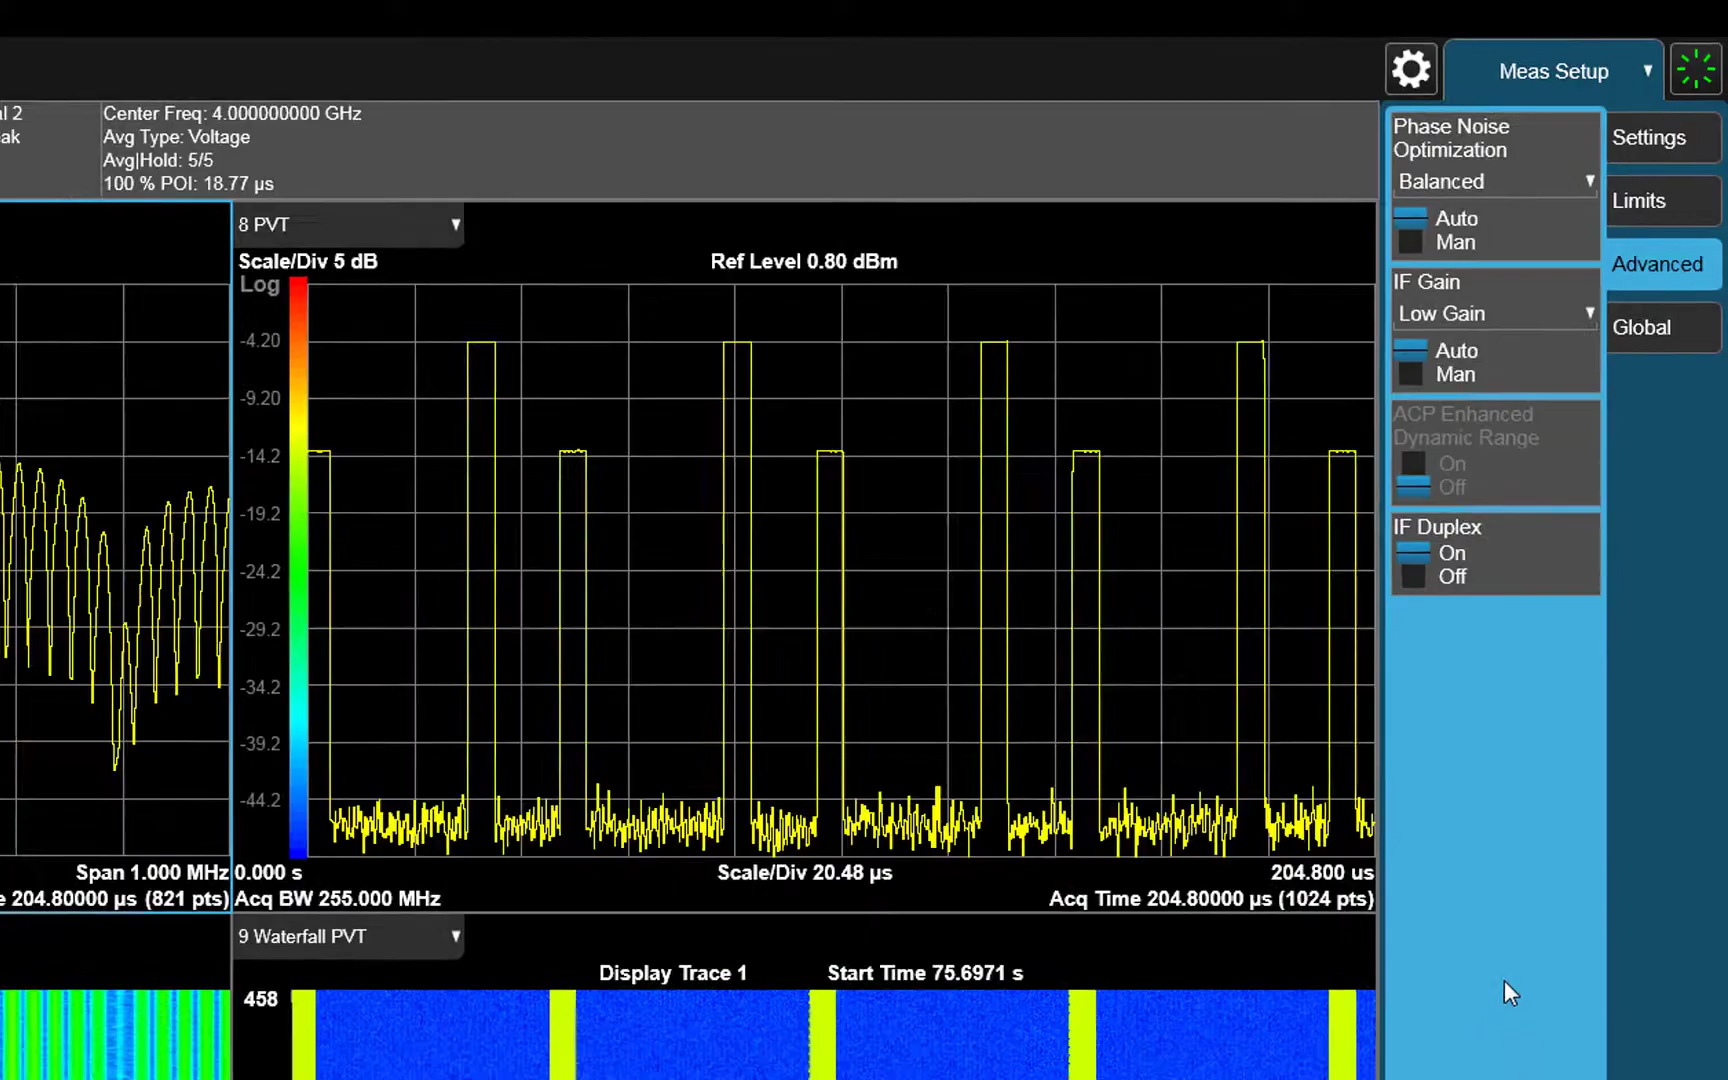 Meas Setup
al 2
eak
Center Freq: 4.000000000 GHz
Avg Type: Voltage
Avg|Hold: 5/5
100 % POI: 18.77 µs
8 PVT
Scale/Div 5 dB
Ref Level 0.80 dBm
Log
-4.20
-9.20
-14.2
-19.2
-24.2
-29.2
-34.2
-39.2
-44.2
Span 1.000 MHz
e 204.80000 µs (821 pts)
0.000 s
Scale/Div 20.48 µs
204.800 us
Acq BW 255.000 MHz
Acq Time 204.80000 µs (1024 pts)
9 Waterfall PVT
Display Trace 1
Start Time 75.6971 s
458
Phase Noise
Optimization
Balanced
Auto
Man
IF Gain
Low Gain
Auto
Man
ACP Enhanced
Dynamic Range
On
Off
IF Duplex
On
Off
Settings
Limits
Advanced
Global